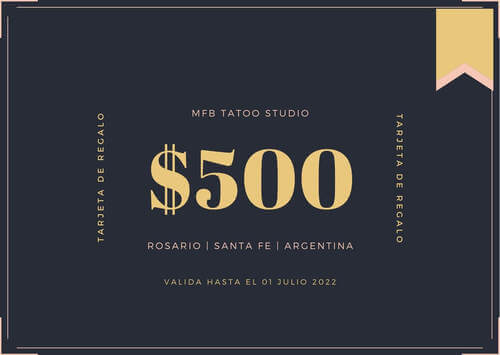 MFB TATOO STUDIO
TARJETA DE REGALO
$500
TARJETA DE REGALO
ROSARIO | SANTA FE | ARGENTINA
VALIDA HASTA EL 01 JULIO 2022